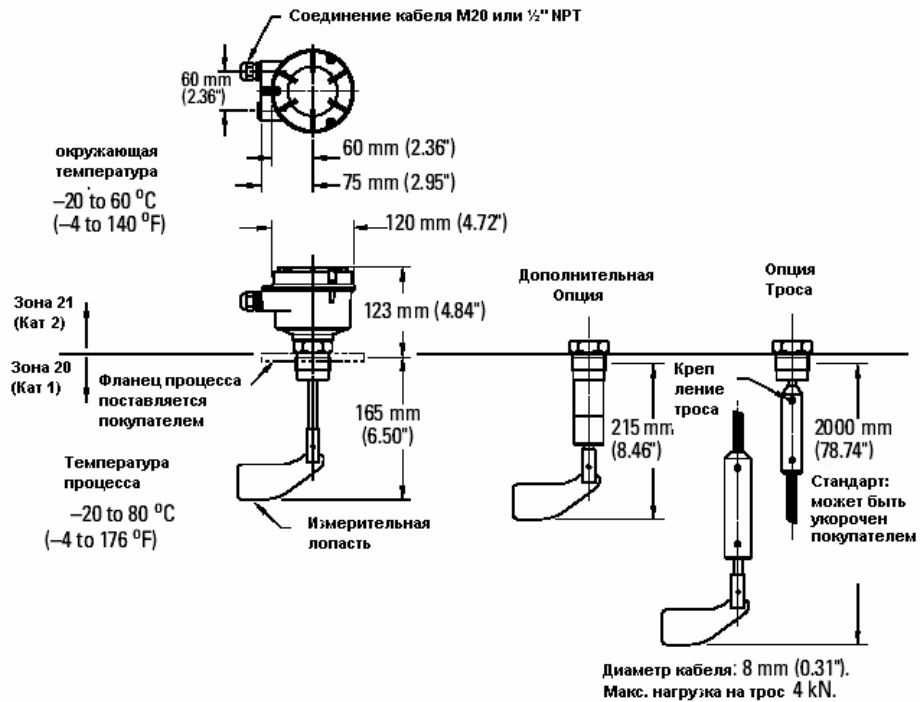 Соединение кабеля М20 или ½" NPT
60 mm
(2.36")
60 mm (2.36")
75 mm (2.95")
окружающая
температура
–20 to 60 °C
(–4 to 140 °F)
120 mm (4.72")
Зона 21
(Кат 2)
123 mm (4.84")
Дополнительная
Опция
Опция
Троса
Зона 20
(Кат 1)
Фланец процесса
поставляется
покупателем
165 mm
(6.50")
Креп
ление
троса
215 mm
(8.46")
2000 mm
(78.74")
Температура
процесса
–20 to 80 °C
(–4 to 176 °F)
Измерительная
лопасть
Стандарт:
может быть
укорочен
покупателем
Диаметр кабеля: 8 mm (0.31").
Макс. нагружка на трос 4 kN.